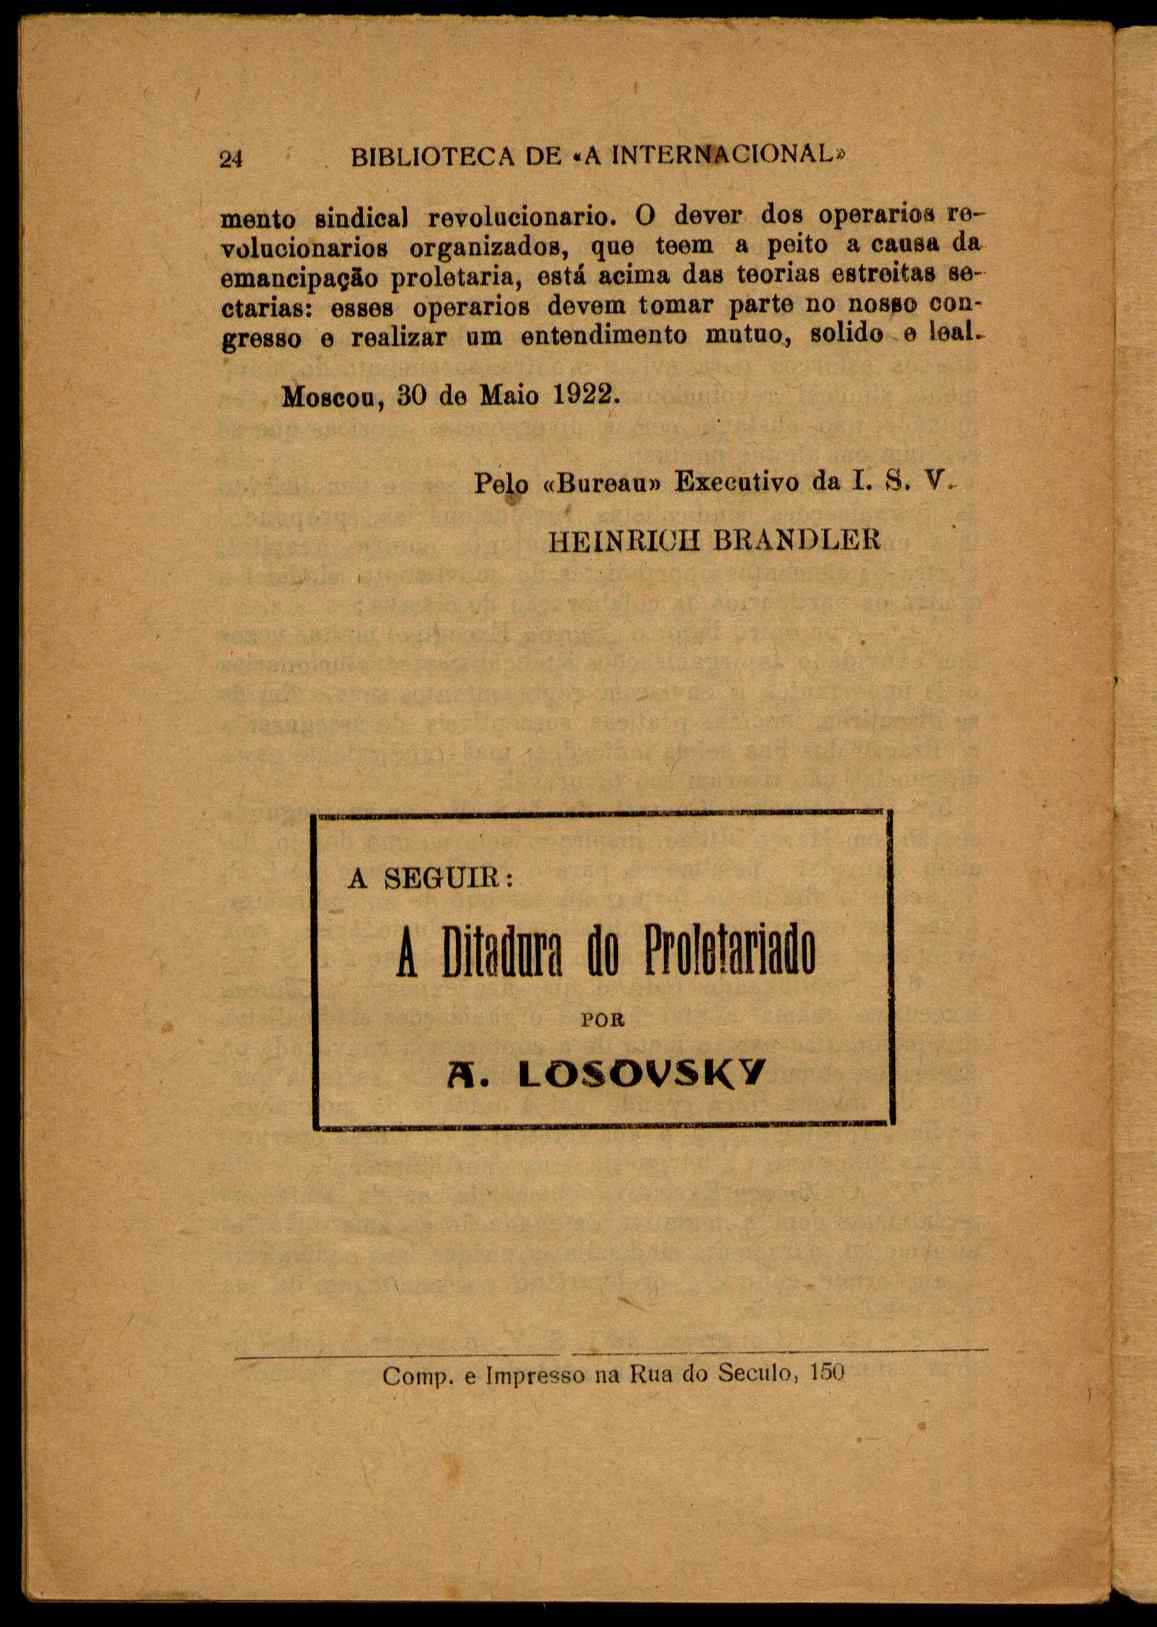 24 BIBLIOTECA DE «A INTERNACIONAL»
mento sindical revolucionario. O dever dos operarios re-
volucionarios organizados, que teem a peito a causa da
emancipação proletaria, está acima das teorias estreitas se-
ctarias: esses operarios devem tomar parte no nosso con-
gresso e realizar um entendimento mutuo, solido e leal.
Moscou, 30 de Maio 1922.
Pelo «Bureau» Executivo da I. S. V.
HEINRICH BRANDLER
A SEGUIR:
A Ditadura do Proletariado
POR
A. LOSOVSKY
Comp. e Impresso na Rua do Seculo, 150